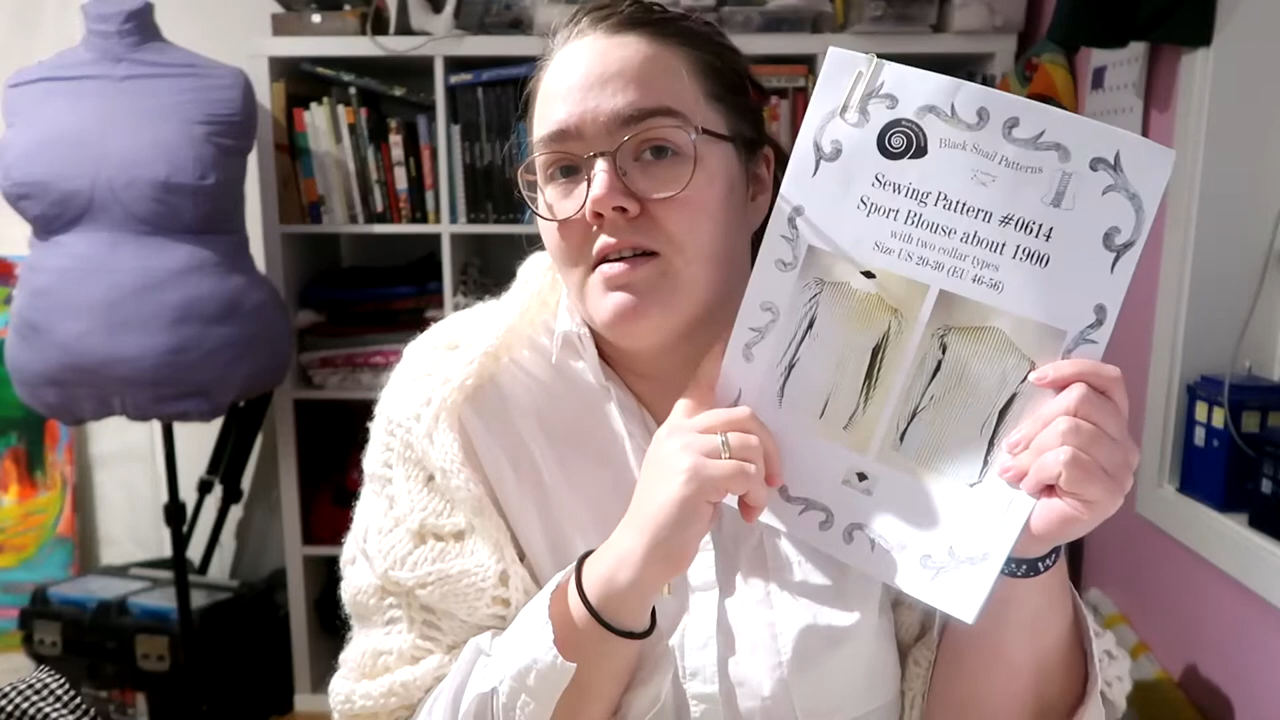 Black Snail Patterns
Sewing Pattern #0614
Sport Blouse about 1900
with two collar types
Size US 20-30 (EU 46-56)